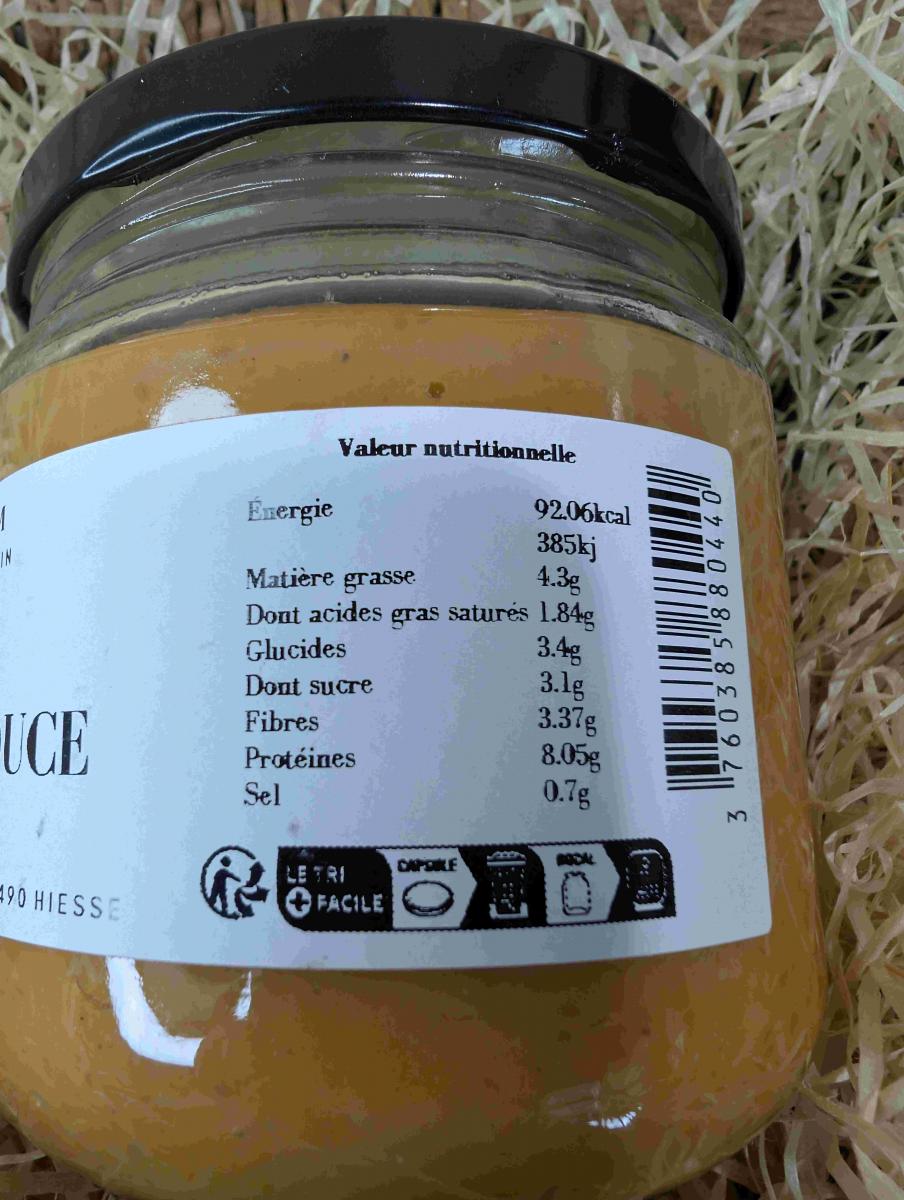 Valeur nutritionnelle
Énergie 92.06kcal
385kj
Matière grasse 4.3g
Dont acides gras saturés 1.84g
Glucides 3.4g
Dont sucre 3.1g
Fibres 3.37g
Protéines 8.05g
Sel 0.7g
OUCE
490 HIESSE
LE TRI
+ FACILE
CAPSULE
BOCAL
3 760385 880440